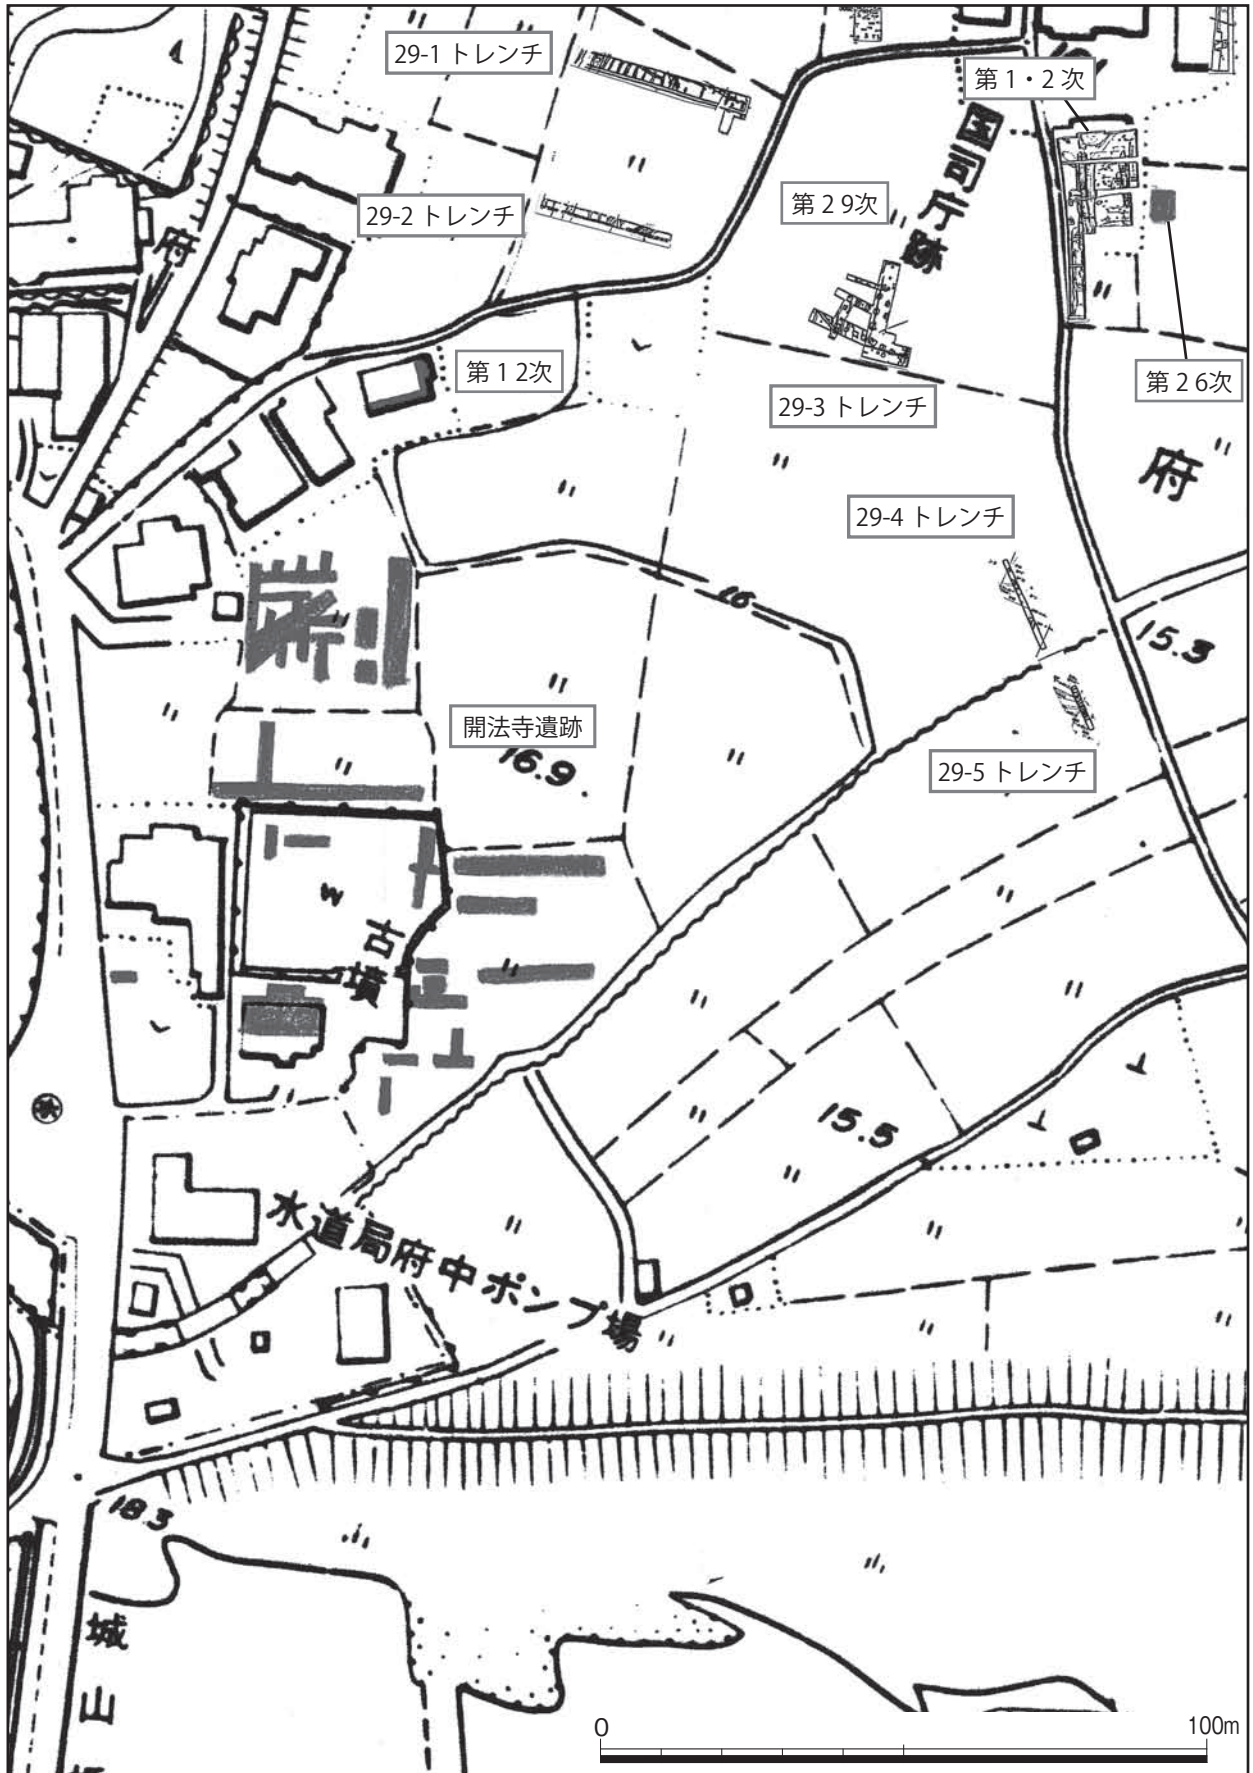 29-1 トレンチ
第1・2次
国司庁跡
29-2 トレンチ
第29次
府
第12次
第26次
29-3 トレンチ
府
29-4 トレンチ
16
15.3
開法寺遺跡
16.9
29-5 トレンチ
古墳
15.5
水道局府中ポンプ場
18.3
城山
0
100m